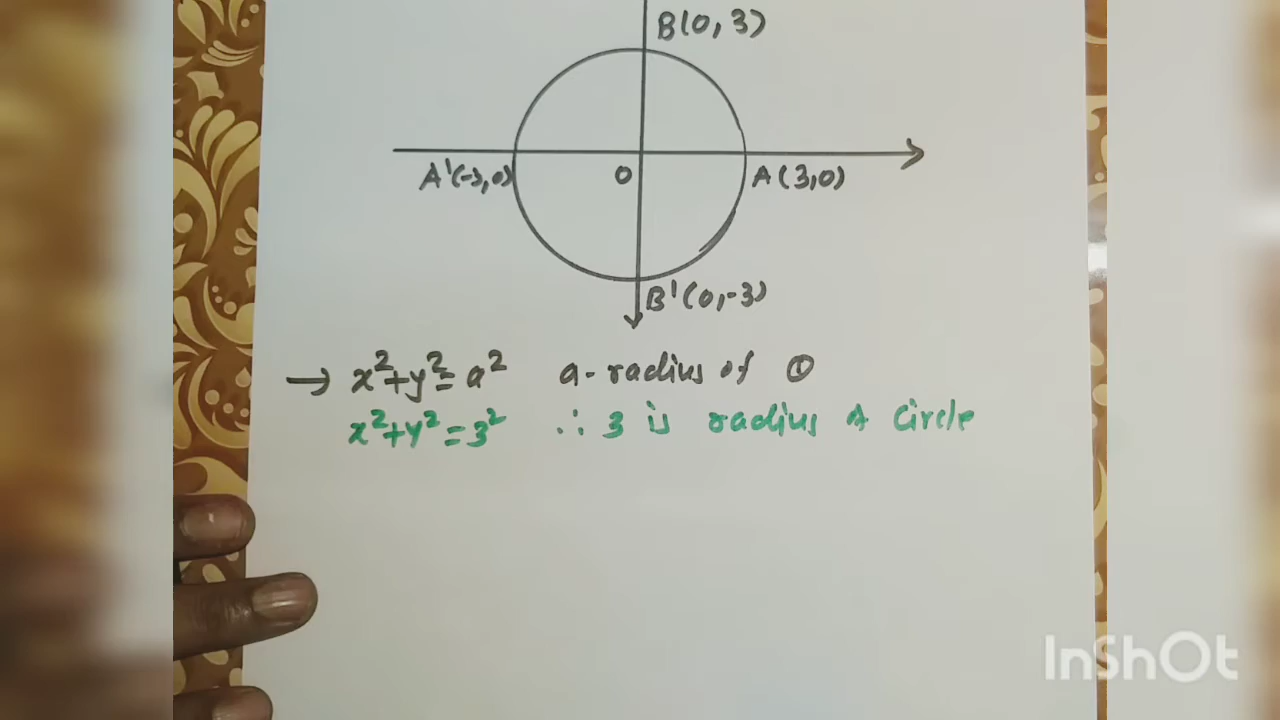 B(0, 3)
A'(-3,0)
O
A(3,0)
B'(0,-3)
→ x²+y²=a² a-radius of ①
x²+y²=3² ∴ 3 is radius of circle
InShOt